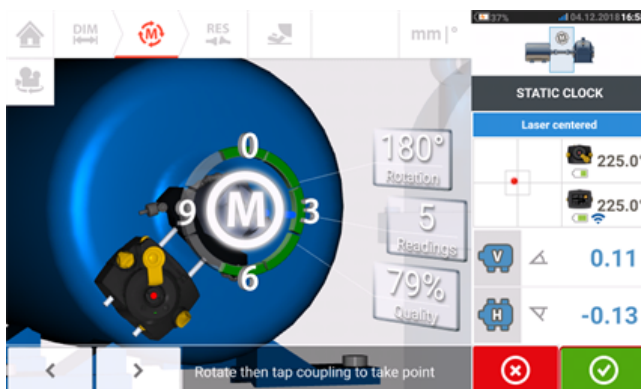 DIM
M
RES
mm|°
37%
04.12.2018 16:5
M
STATIC CLOCK
Laser centered
225.0°
225.0°
0
9
M
3
6
180°
Rotation
5
Readings
79%
Quality
V
0.11
H
-0.13
Rotate then tap coupling to take point